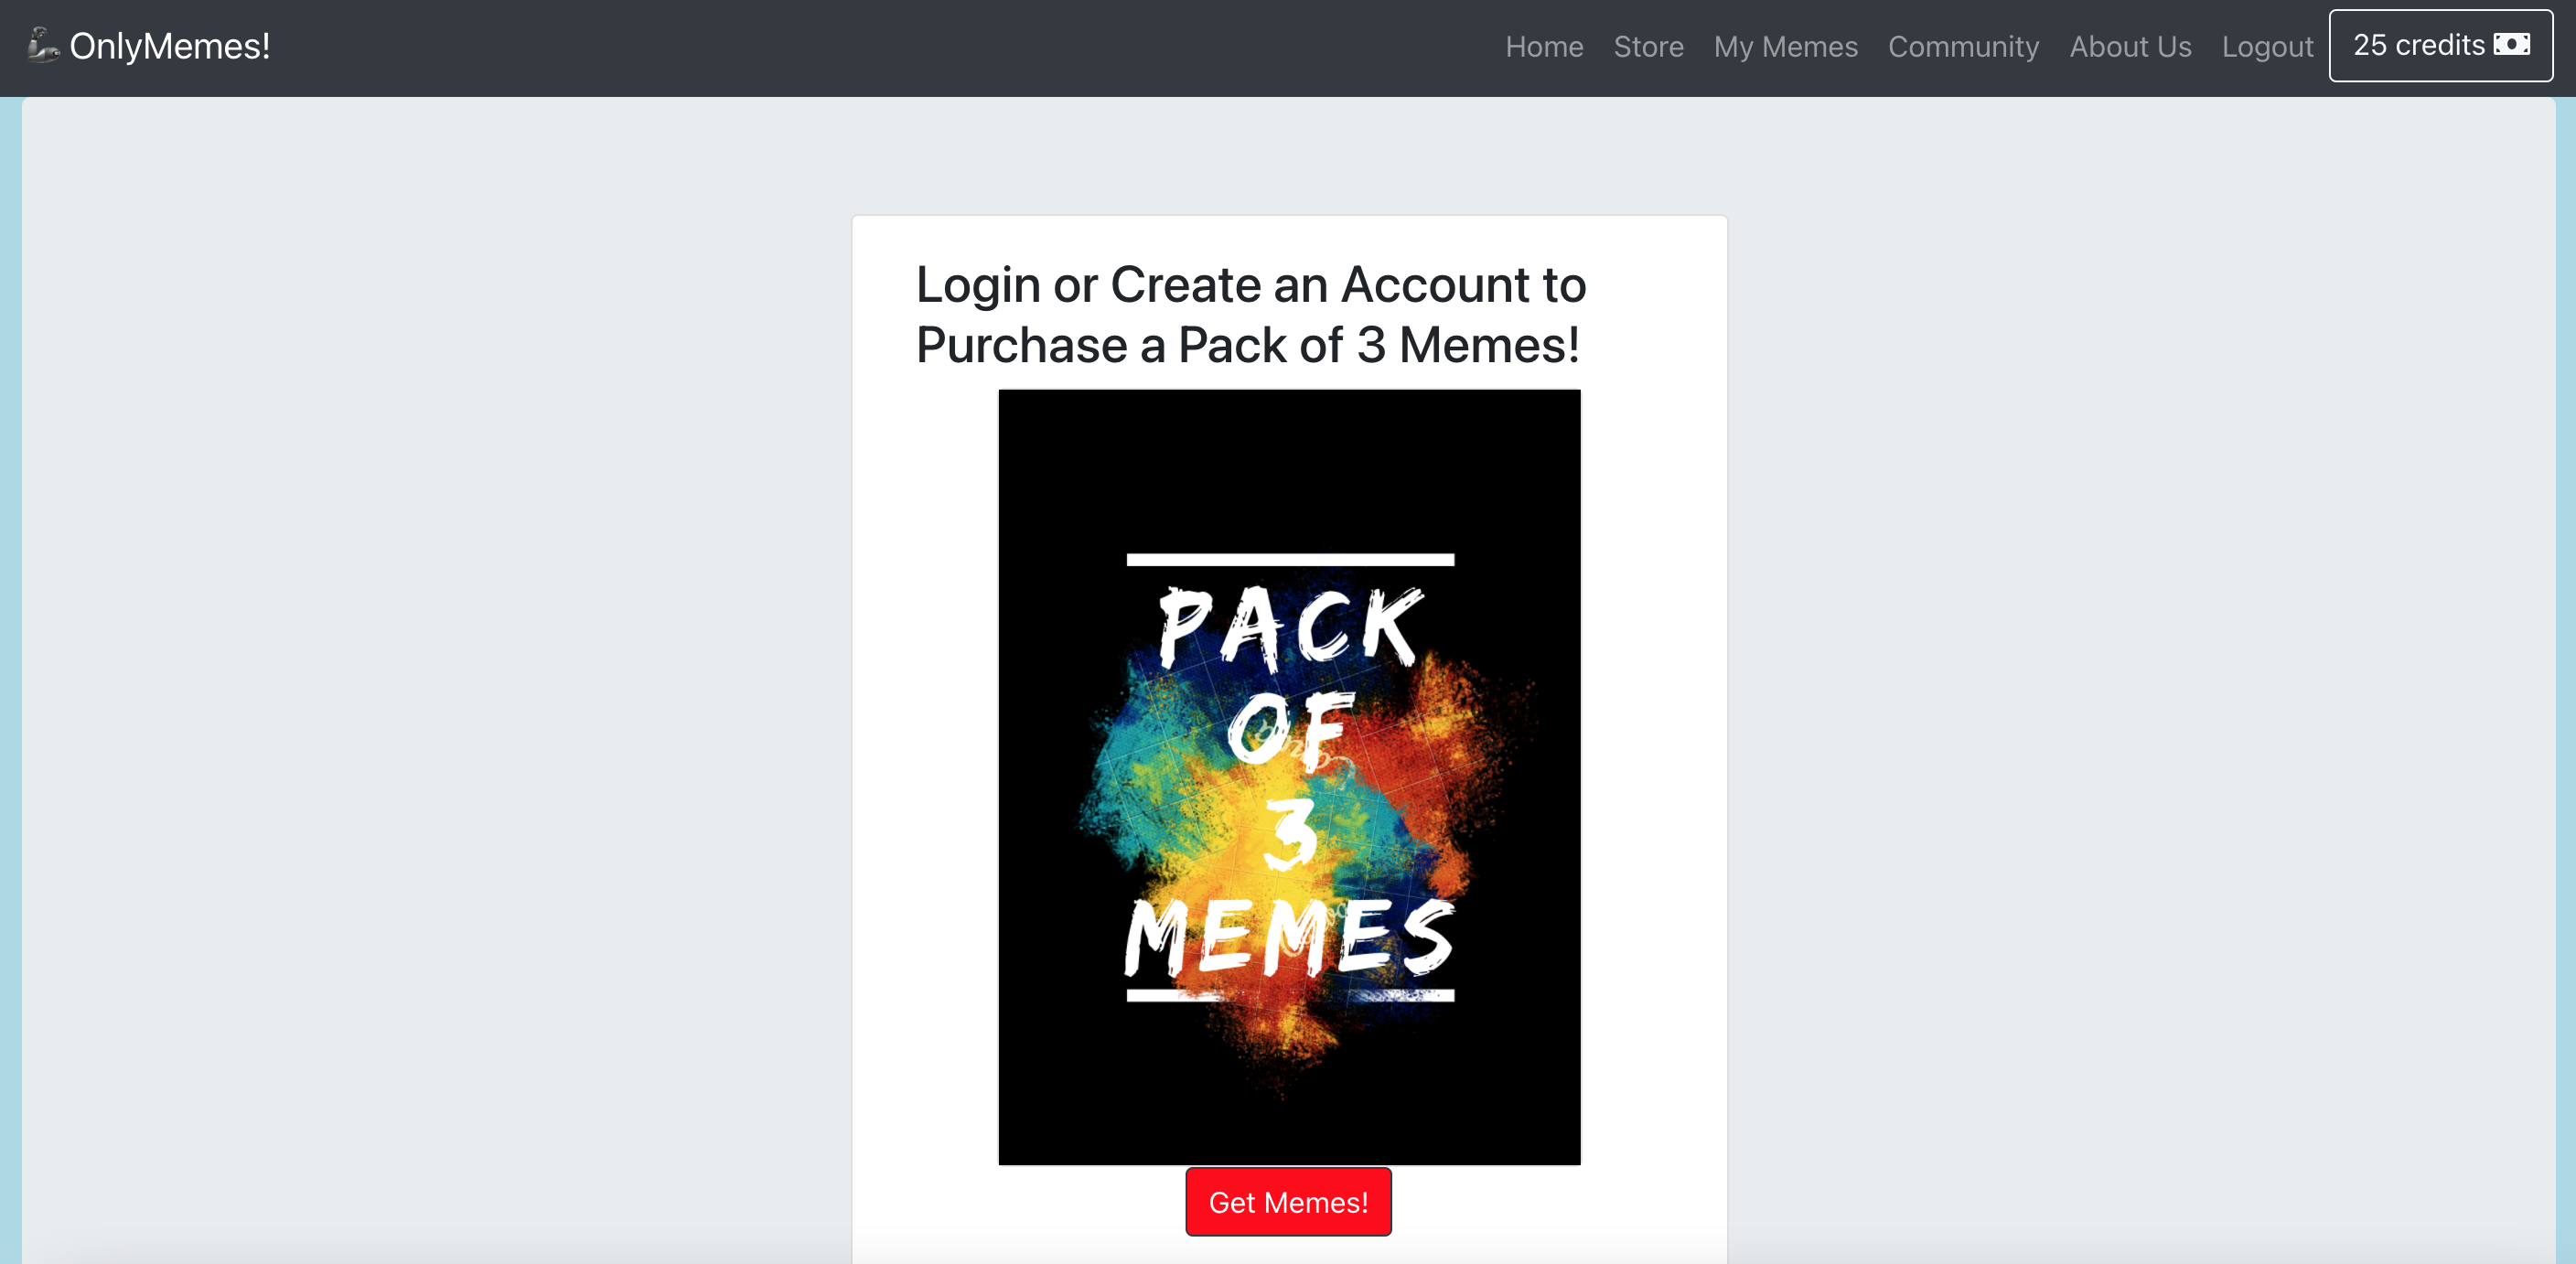 OnlyMemes!
Home Store My Memes Community About Us Logout 25 credits
Login or Create an Account to
Purchase a Pack of 3 Memes!
PACK
OF
3
MEMES
Get Memes!